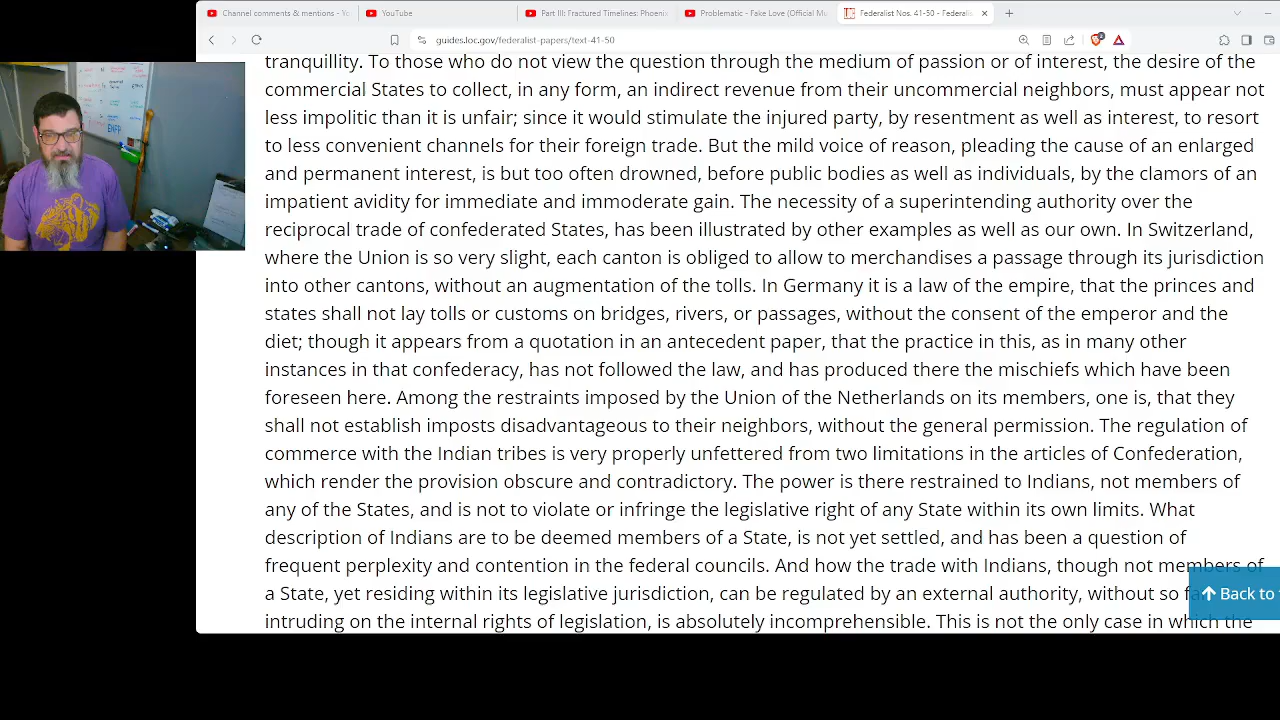 Channel comments & mentions - Yo
YouTube
Part III: Fractured Timelines: Phoenix
Problematic - Fake Love (Official Mu
Federalist Nos. 41-50 - Federali
guides.loc.gov/federalist-papers/text-41-50
tranquillity. To those who do not view the question through the medium of passion or of interest, the desire of the
commercial States to collect, in any form, an indirect revenue from their uncommercial neighbors, must appear not
less impolitic than it is unfair; since it would stimulate the injured party, by resentment as well as interest, to resort
to less convenient channels for their foreign trade. But the mild voice of reason, pleading the cause of an enlarged
and permanent interest, is but too often drowned, before public bodies as well as individuals, by the clamors of an
impatient avidity for immediate and immoderate gain. The necessity of a superintending authority over the
reciprocal trade of confederated States, has been illustrated by other examples as well as our own. In Switzerland,
where the Union is so very slight, each canton is obliged to allow to merchandises a passage through its jurisdiction
into other cantons, without an augmentation of the tolls. In Germany it is a law of the empire, that the princes and
states shall not lay tolls or customs on bridges, rivers, or passages, without the consent of the emperor and the
diet; though it appears from a quotation in an antecedent paper, that the practice in this, as in many other
instances in that confederacy, has not followed the law, and has produced there the mischiefs which have been
foreseen here. Among the restraints imposed by the Union of the Netherlands on its members, one is, that they
shall not establish imposts disadvantageous to their neighbors, without the general permission. The regulation of
commerce with the Indian tribes is very properly unfettered from two limitations in the articles of Confederation,
which render the provision obscure and contradictory. The power is there restrained to Indians, not members of
any of the States, and is not to violate or infringe the legislative right of any State within its own limits. What
description of Indians are to be deemed members of a State, is not yet settled, and has been a question of
frequent perplexity and contention in the federal councils. And how the trade with Indians, though not members of
a State, yet residing within its legislative jurisdiction, can be regulated by an external authority, without so fa
Back to
intruding on the internal rights of legislation, is absolutely incomprehensible. This is not the only case in which the
ENFP